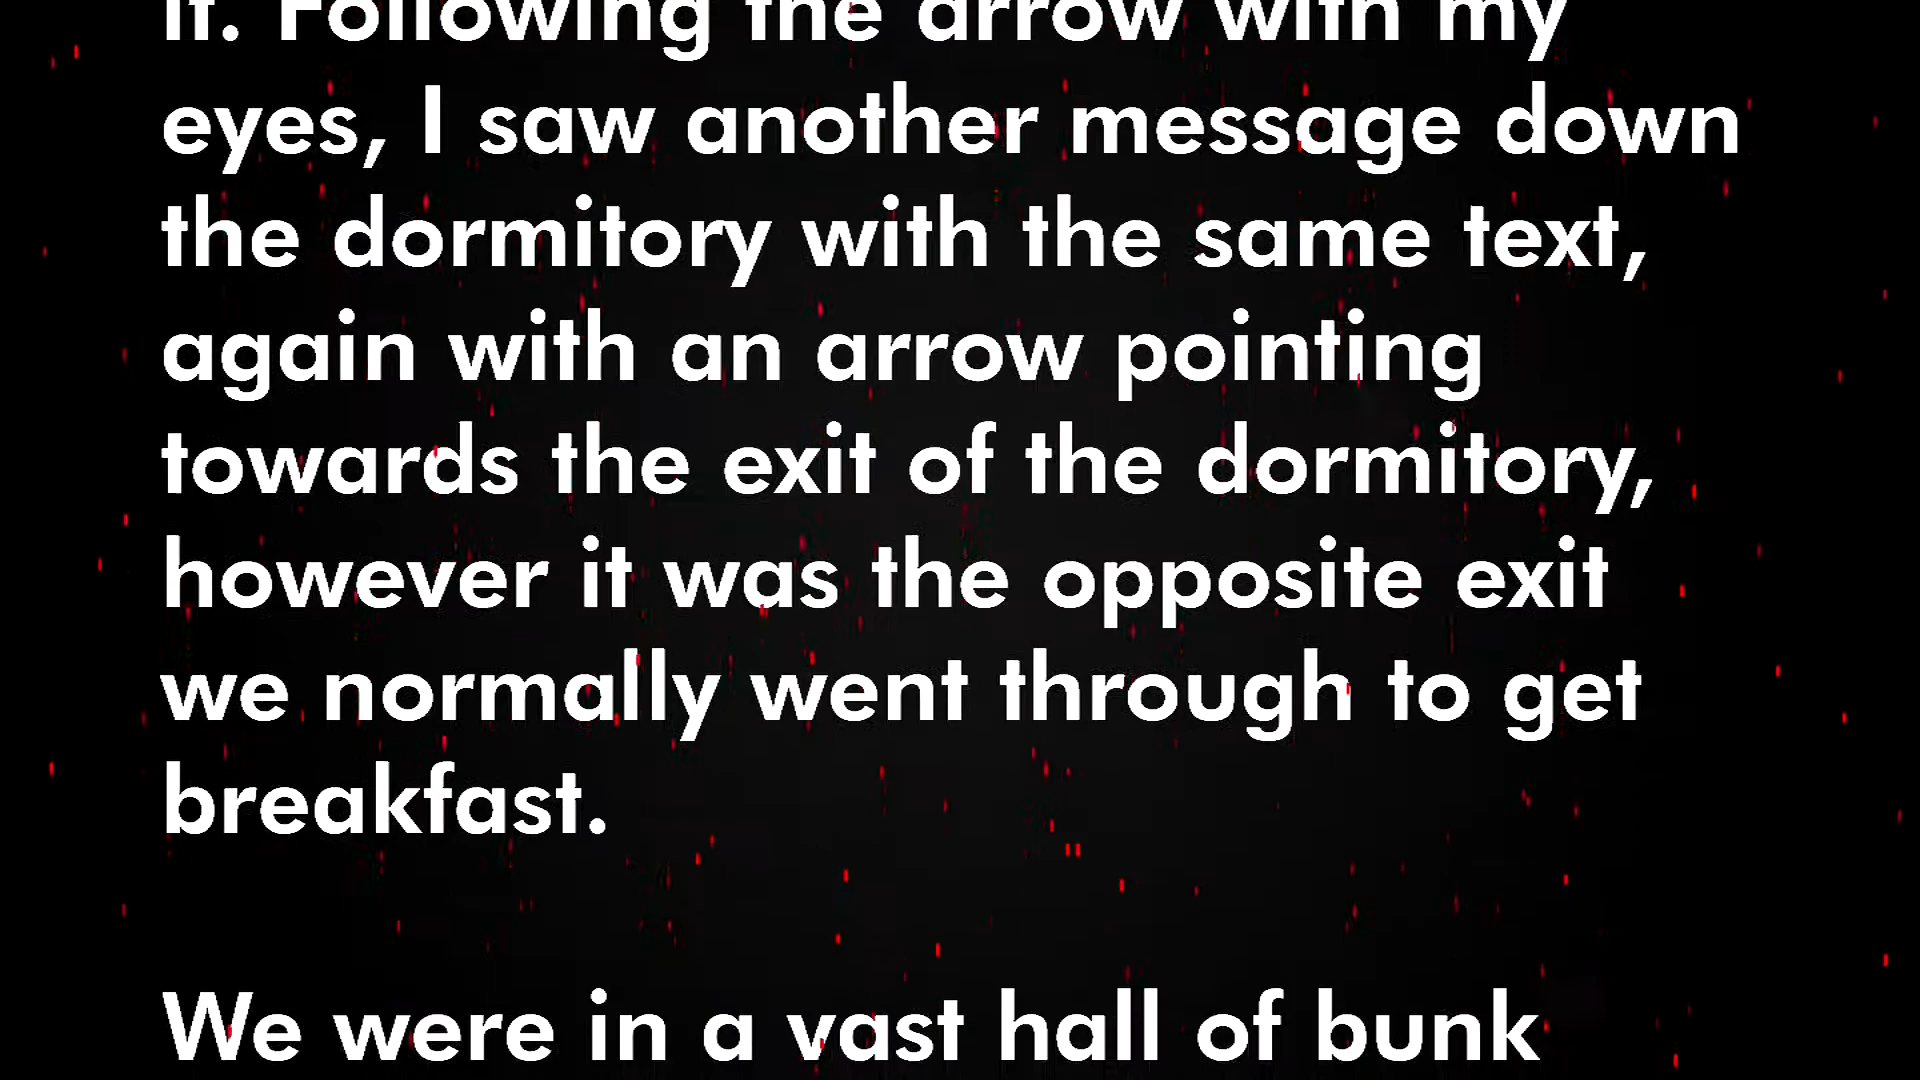 it. Following the arrow with my
eyes, I saw another message down
the dormitory with the same text,
again with an arrow pointing
towards the exit of the dormitory,
however it was the opposite exit
we normally went through to get
breakfast.
We were in a vast hall of bunk